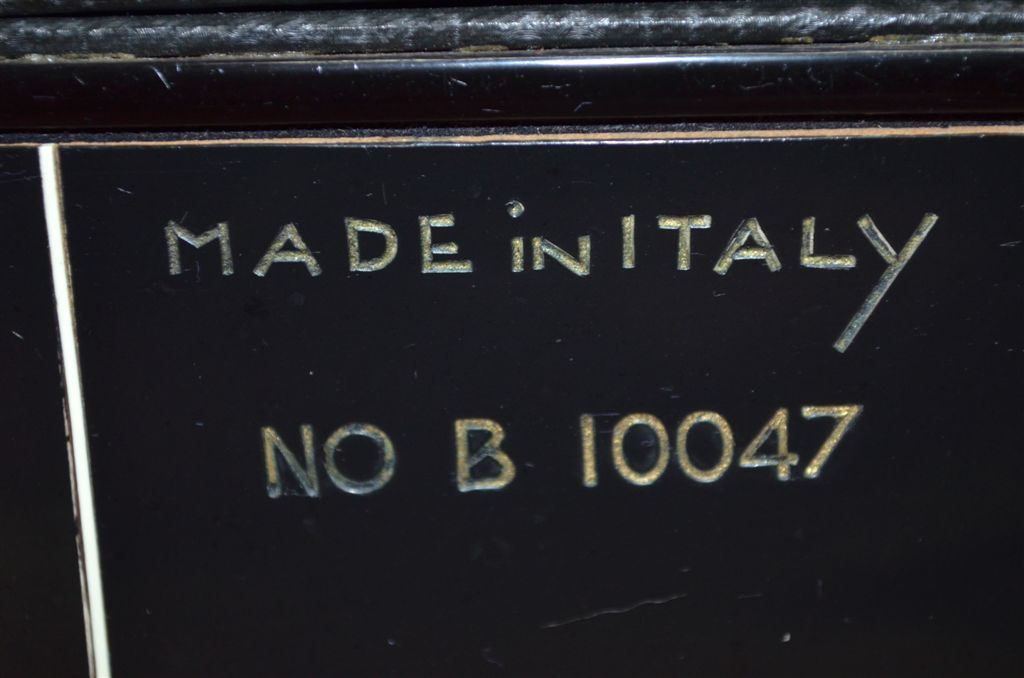 MADE in ITALY
NO B 10047